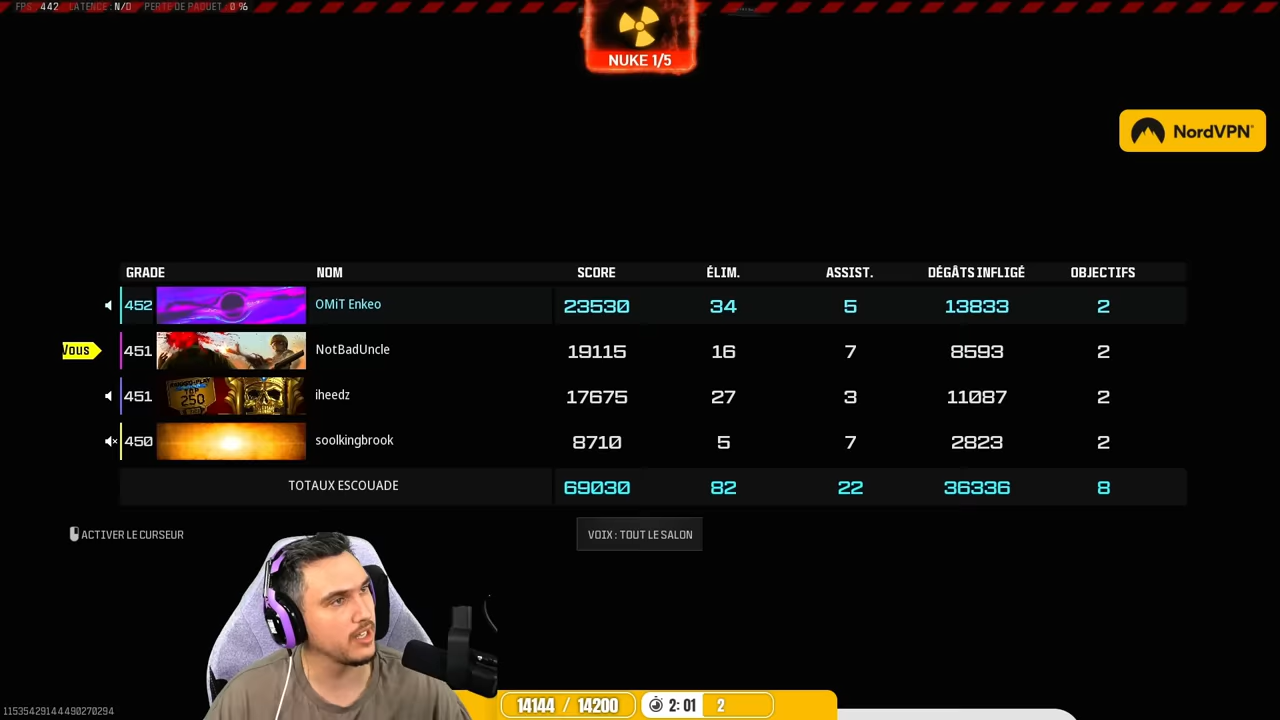 FPS: 442 LATENCE : N/D PERTE DE PAQUET : 0 %
NUKE 1/5
NordVPN
GRADE NOM SCORE ÉLIM. ASSIST. DÉGÂTS INFLIGÉ OBJECTIFS
452 OMiT Enkeo 23530 34 5 13833 2
Vous 451 NotBadUncle 19115 16 7 8593 2
451 iheedz 17675 27 3 11087 2
TOP 250
450 soolkingbrook 8710 5 7 2823 2
TOTAUX ESCOUADE 69030 82 22 36336 8
ACTIVER LE CURSEUR VOIX : TOUT LE SALON
14144 / 14200 2:01 2
11535429144490270294